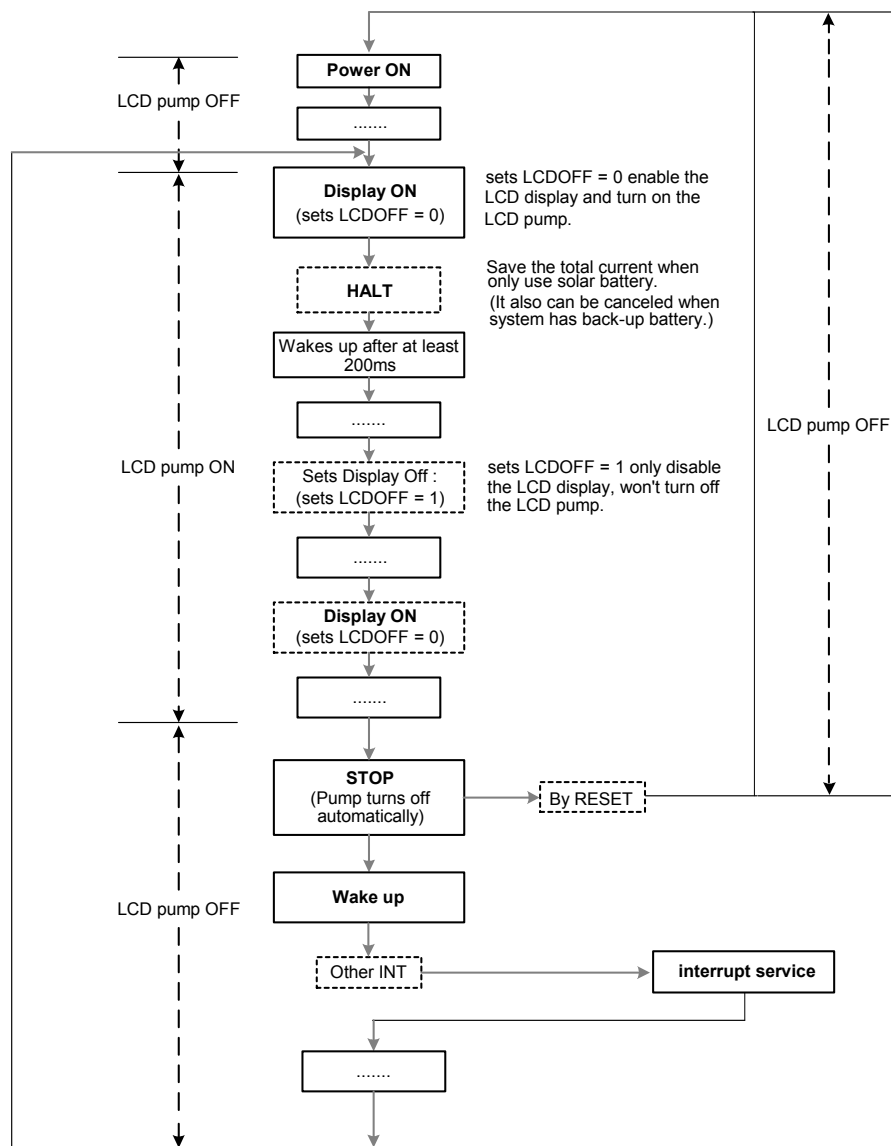 Power ON
LCD pump OFF
.......
Display ON
(sets LCDOFF = 0)
sets LCDOFF = 0 enable the
LCD display and turn on the
LCD pump.
HALT
Save the total current when
only use solar battery.
(It also can be canceled when
system has back-up battery.)
Wakes up after at least
200ms
.......
LCD pump OFF
LCD pump ON
Sets Display Off :
(sets LCDOFF = 1)
sets LCDOFF = 1 only disable
the LCD display, won't turn off
the LCD pump.
.......
Display ON
(sets LCDOFF = 0)
.......
STOP
(Pump turns off
automatically)
By RESET
Wake up
LCD pump OFF
Other INT
interrupt service
.......